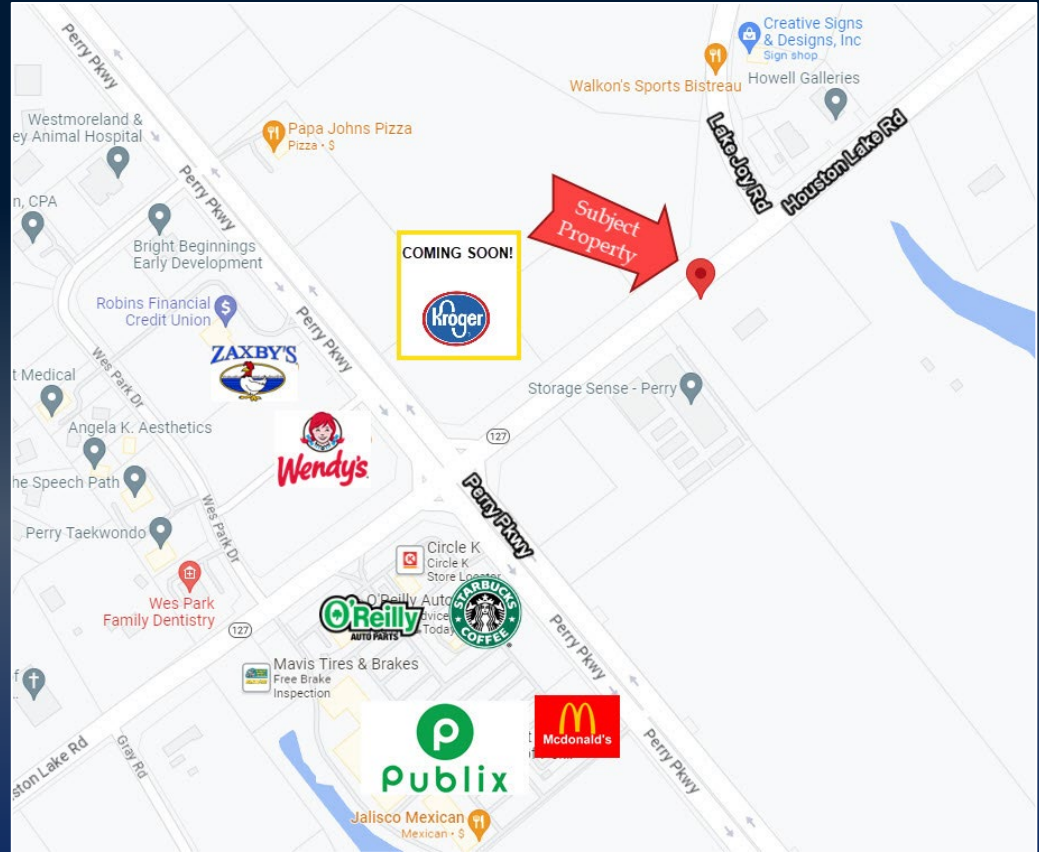 Perry Pkwy
Creative Signs
& Designs, Inc
Sign shop
Walkon's Sports Bistreau
Howell Galleries
Westmoreland &
ey Animal Hospital
Papa Johns Pizza
Pizza • $
Lake Joy Rd
Houston Lake Rd
Perry Pkwy
n, CPA
Subject
Property
Bright Beginnings
Early Development
COMING SOON!
Kroger
Robins Financial
Credit Union
Perry Pkwy
ZAXBY'S
Wes Park Dr
t Medical
Storage Sense - Perry
Angela K. Aesthetics
127
Wendy's
he Speech Path
Perry Pkwy
Wes Park Dr
Perry Taekwondo
Circle K
Circle K
Store Locator
O'Reilly Auto
dvice
Today
O'Reilly
AUTO PARTS
STARBUCKS
COFFEE
Wes Park
Family Dentistry
127
Perry Pkwy
Mavis Tires & Brakes
Free Brake
Inspection
f
Publix
Mcdonald's
t
Perry Pkwy
ston Lake Rd
Gray Rd
Jalisco Mexican
Mexican • $